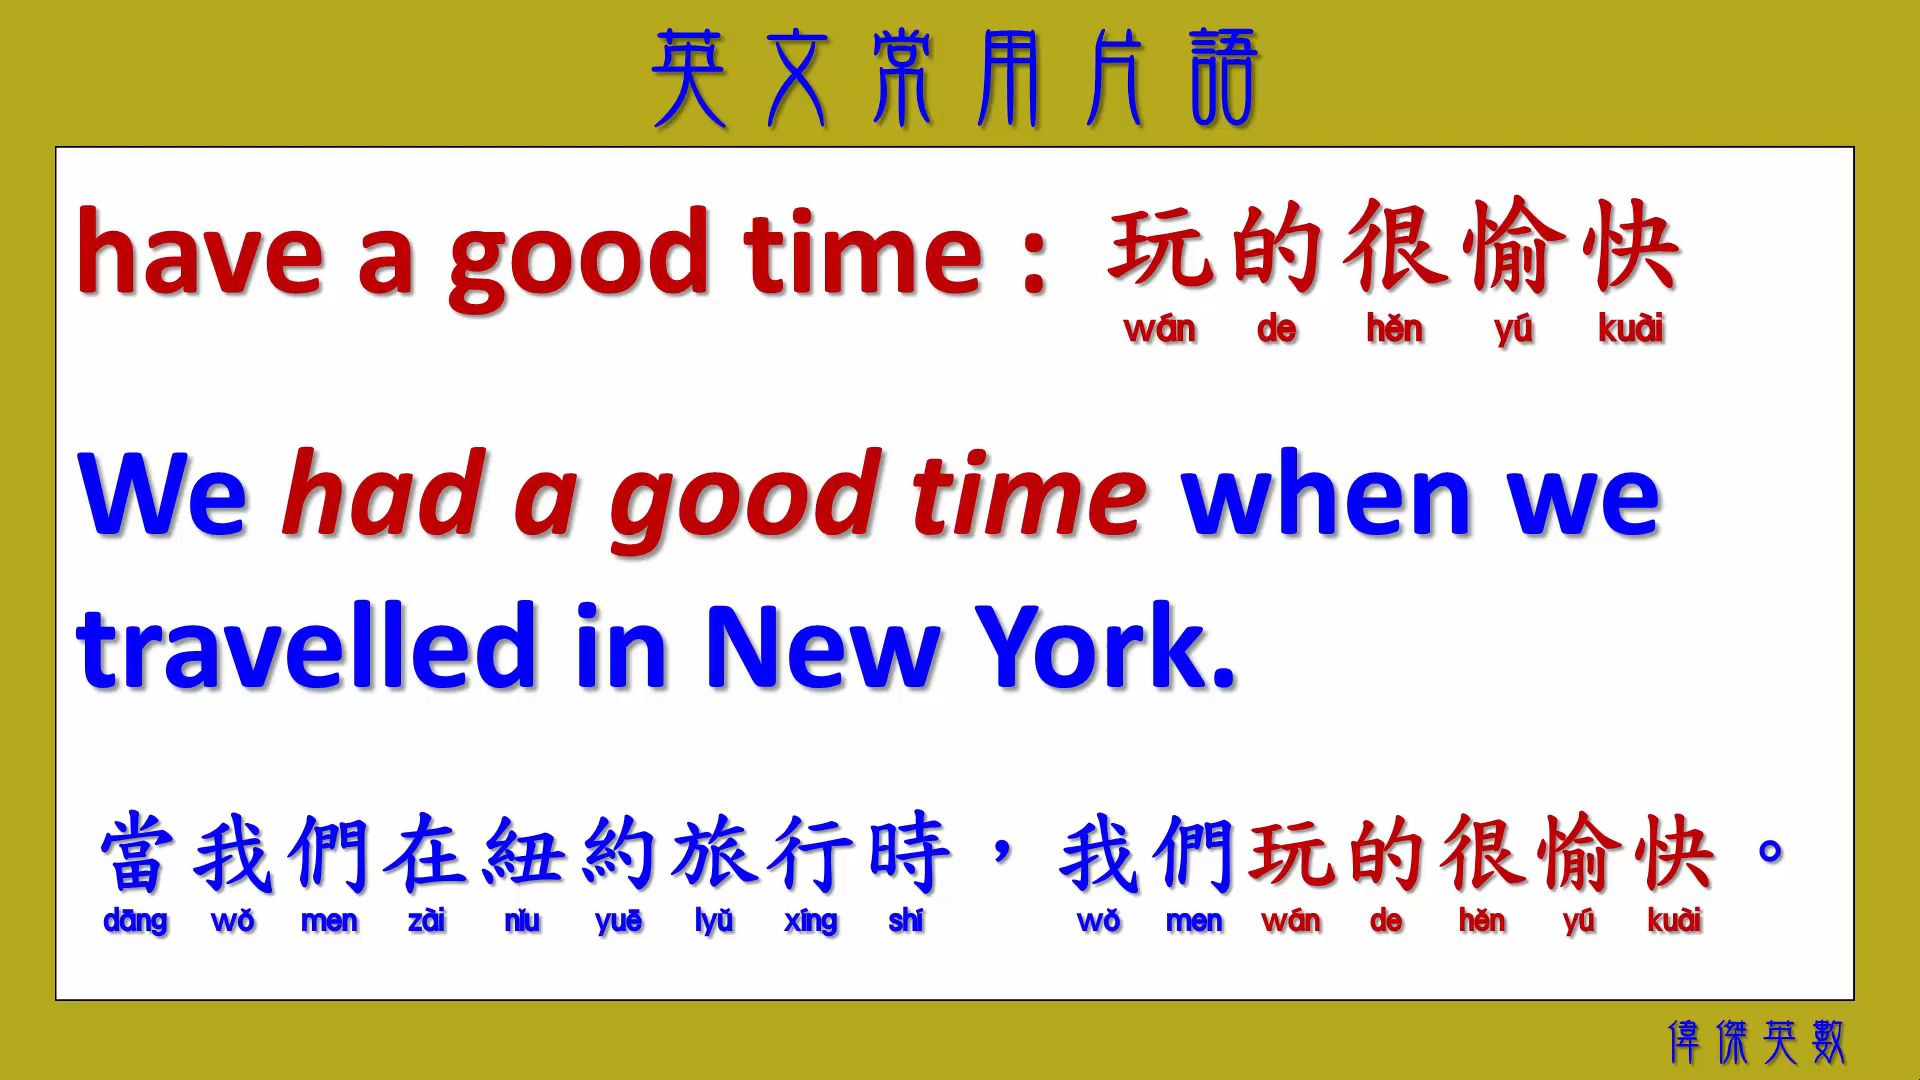 英文常用片語
have a good time : 玩的很愉快
wán de hěn yú kuài
We had a good time when we
travelled in New York.
當我們在紐約旅行時，我們玩的很愉快。
dāng wǒ men zài nǐu yuē lyǔ xíng shí wǒ men wán de hěn yú kuài
偉傑英數